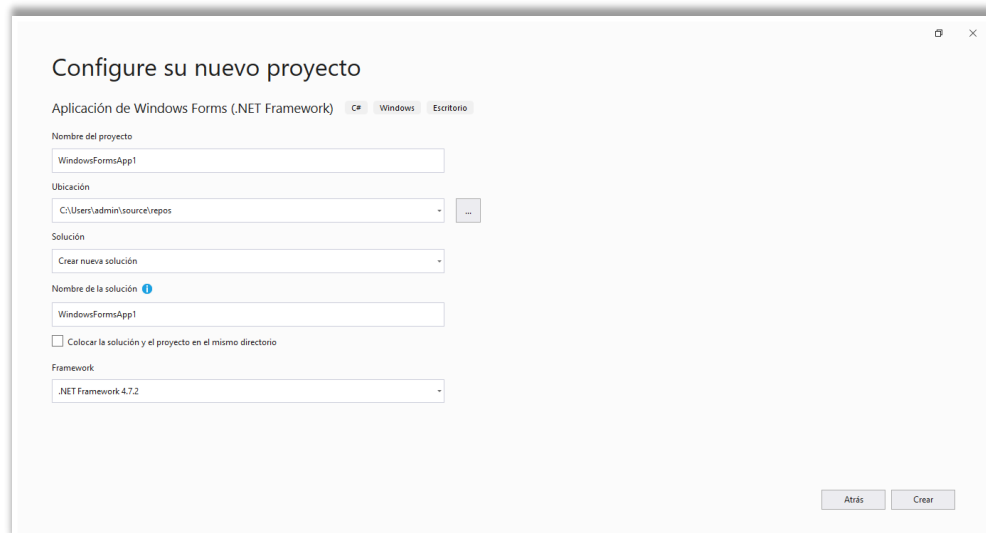 Configure su nuevo proyecto
Aplicación de Windows Forms (.NET Framework) C# Windows Escritorio
Nombre del proyecto
WindowsFormsApp1
Ubicación
C:\Users\admin\source\repos ...
Solución
Crear nueva solución
Nombre de la solución i
WindowsFormsApp1
Colocar la solución y el proyecto en el mismo directorio
Framework
.NET Framework 4.7.2
Atrás Crear